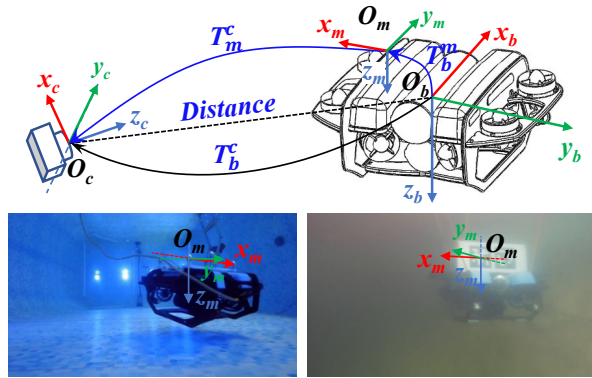 O_m
y_m
x_m
T_m^c
T_b^m
x_b
z_m
O_b
x_c
y_c
z_c
Distance
O_c
T_b^c
y_b
z_b
O_m
x_m
y_m
z_m
y_m
O_m
x_m
z_m